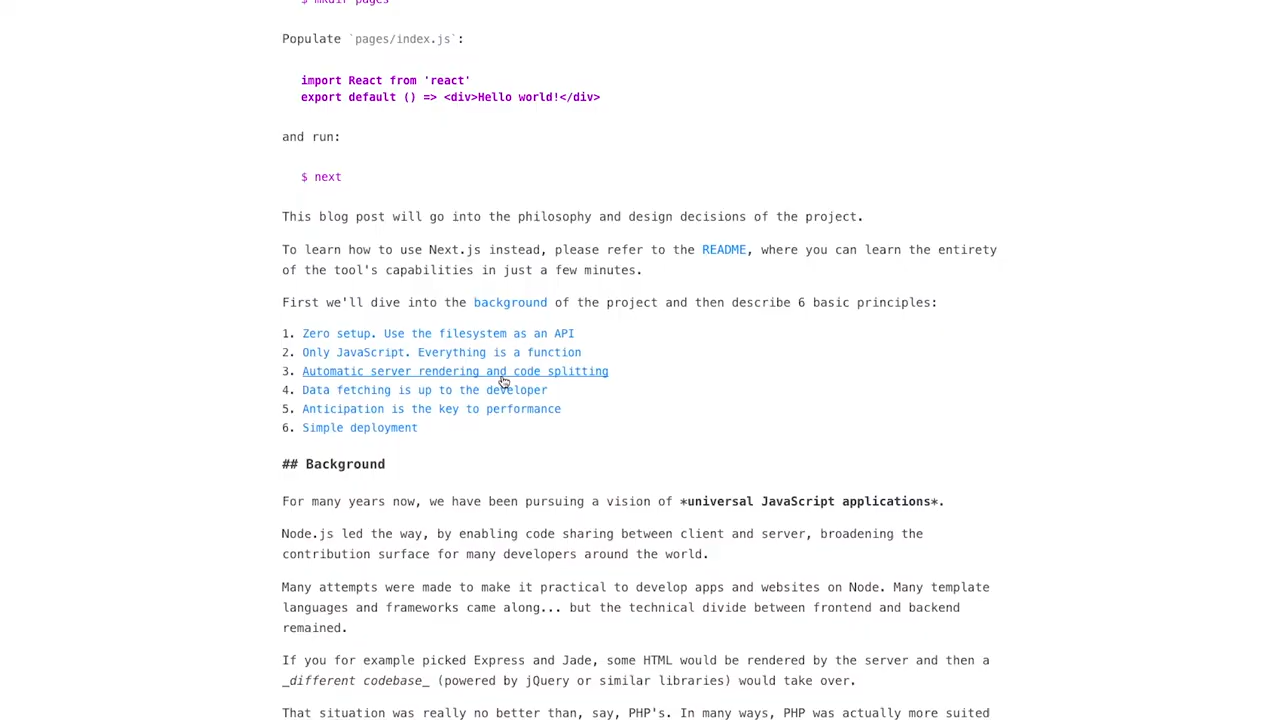 $ mkdir pages
Populate `pages/index.js`:
import React from 'react'
export default () => <div>Hello world!</div>
and run:
$ next
This blog post will go into the philosophy and design decisions of the project.
To learn how to use Next.js instead, please refer to the README, where you can learn the entirety
of the tool's capabilities in just a few minutes.
First we'll dive into the background of the project and then describe 6 basic principles:
1. Zero setup. Use the filesystem as an API
2. Only JavaScript. Everything is a function
3. Automatic server rendering and code splitting
4. Data fetching is up to the developer
5. Anticipation is the key to performance
6. Simple deployment
## Background
For many years now, we have been pursuing a vision of *universal JavaScript applications*.
Node.js led the way, by enabling code sharing between client and server, broadening the
contribution surface for many developers around the world.
Many attempts were made to make it practical to develop apps and websites on Node. Many template
languages and frameworks came along... but the technical divide between frontend and backend
remained.
If you for example picked Express and Jade, some HTML would be rendered by the server and then a
_different codebase_ (powered by jQuery or similar libraries) would take over.
That situation was really no better than, say, PHP's. In many ways, PHP was actually more suited